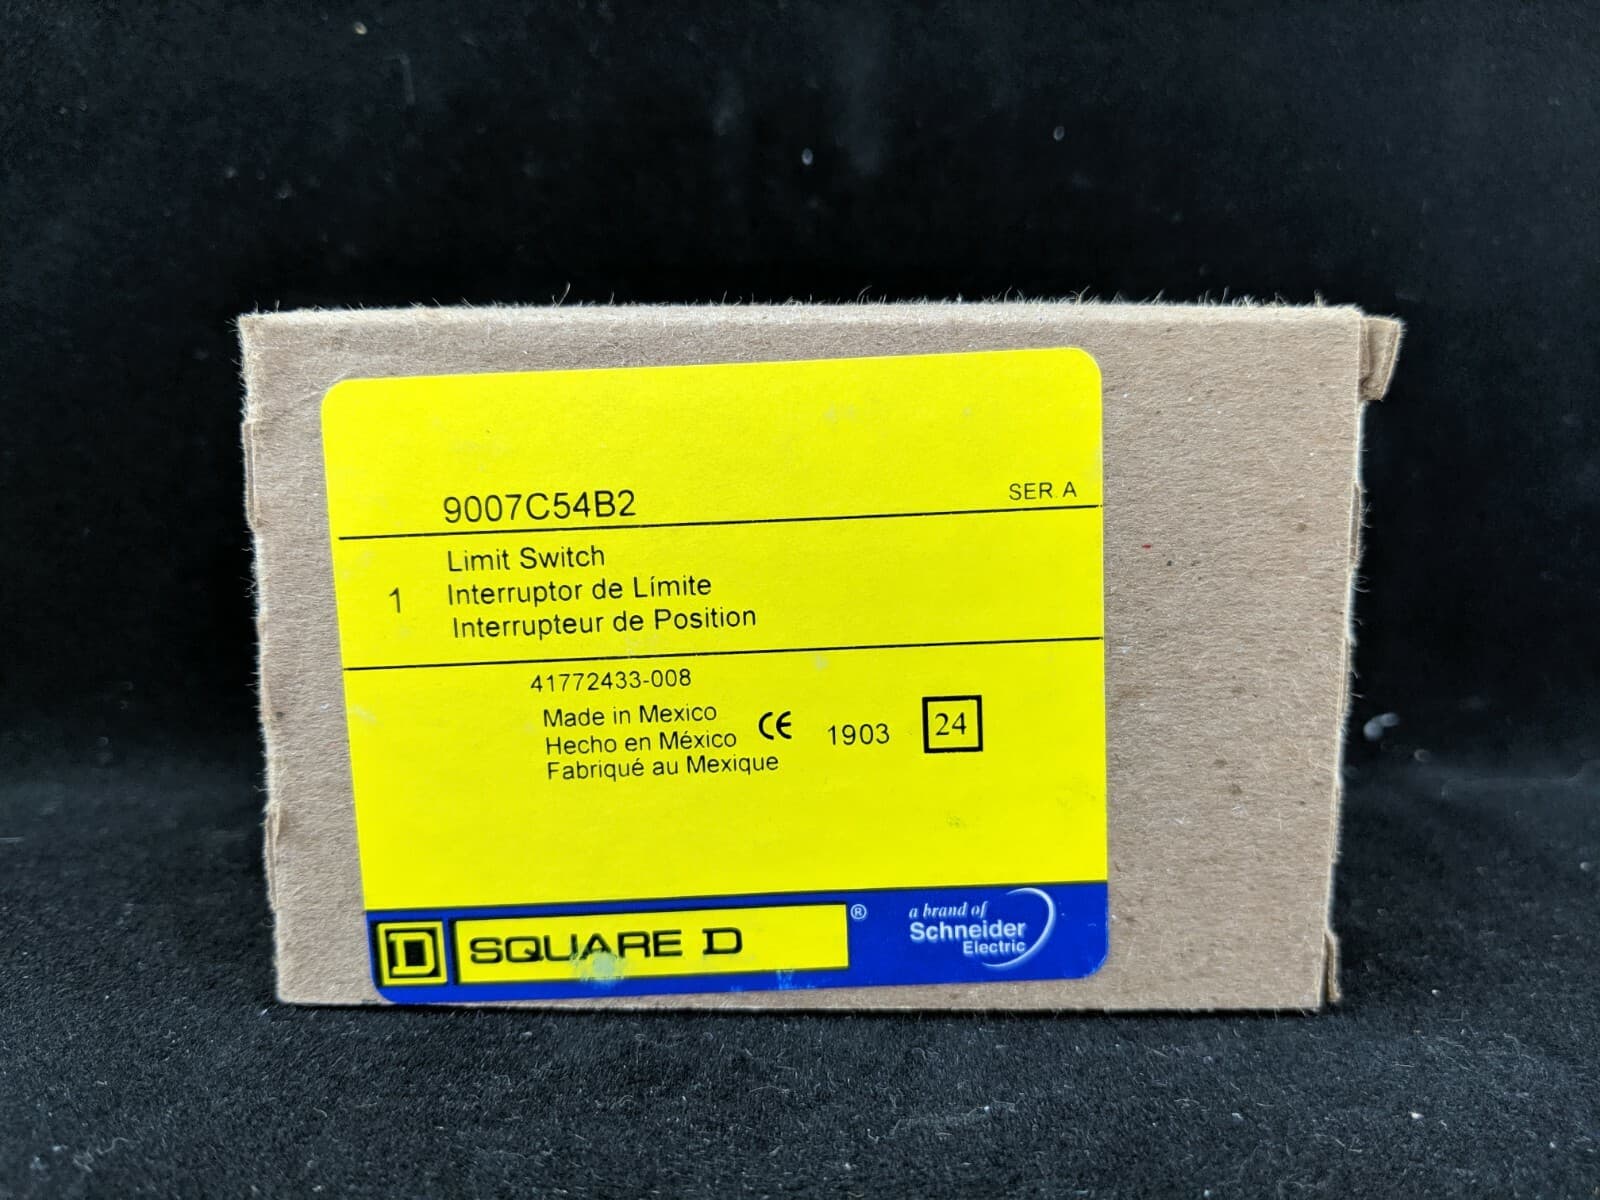 9007C54B2 SER. A
1 Limit Switch
Interruptor de Límite
Interrupteur de Position
41772433-008
Made in Mexico
Hecho en México
Fabriqué au Mexique
CE 1903 24
D SQUARE D ®
a brand of
Schneider
Electric